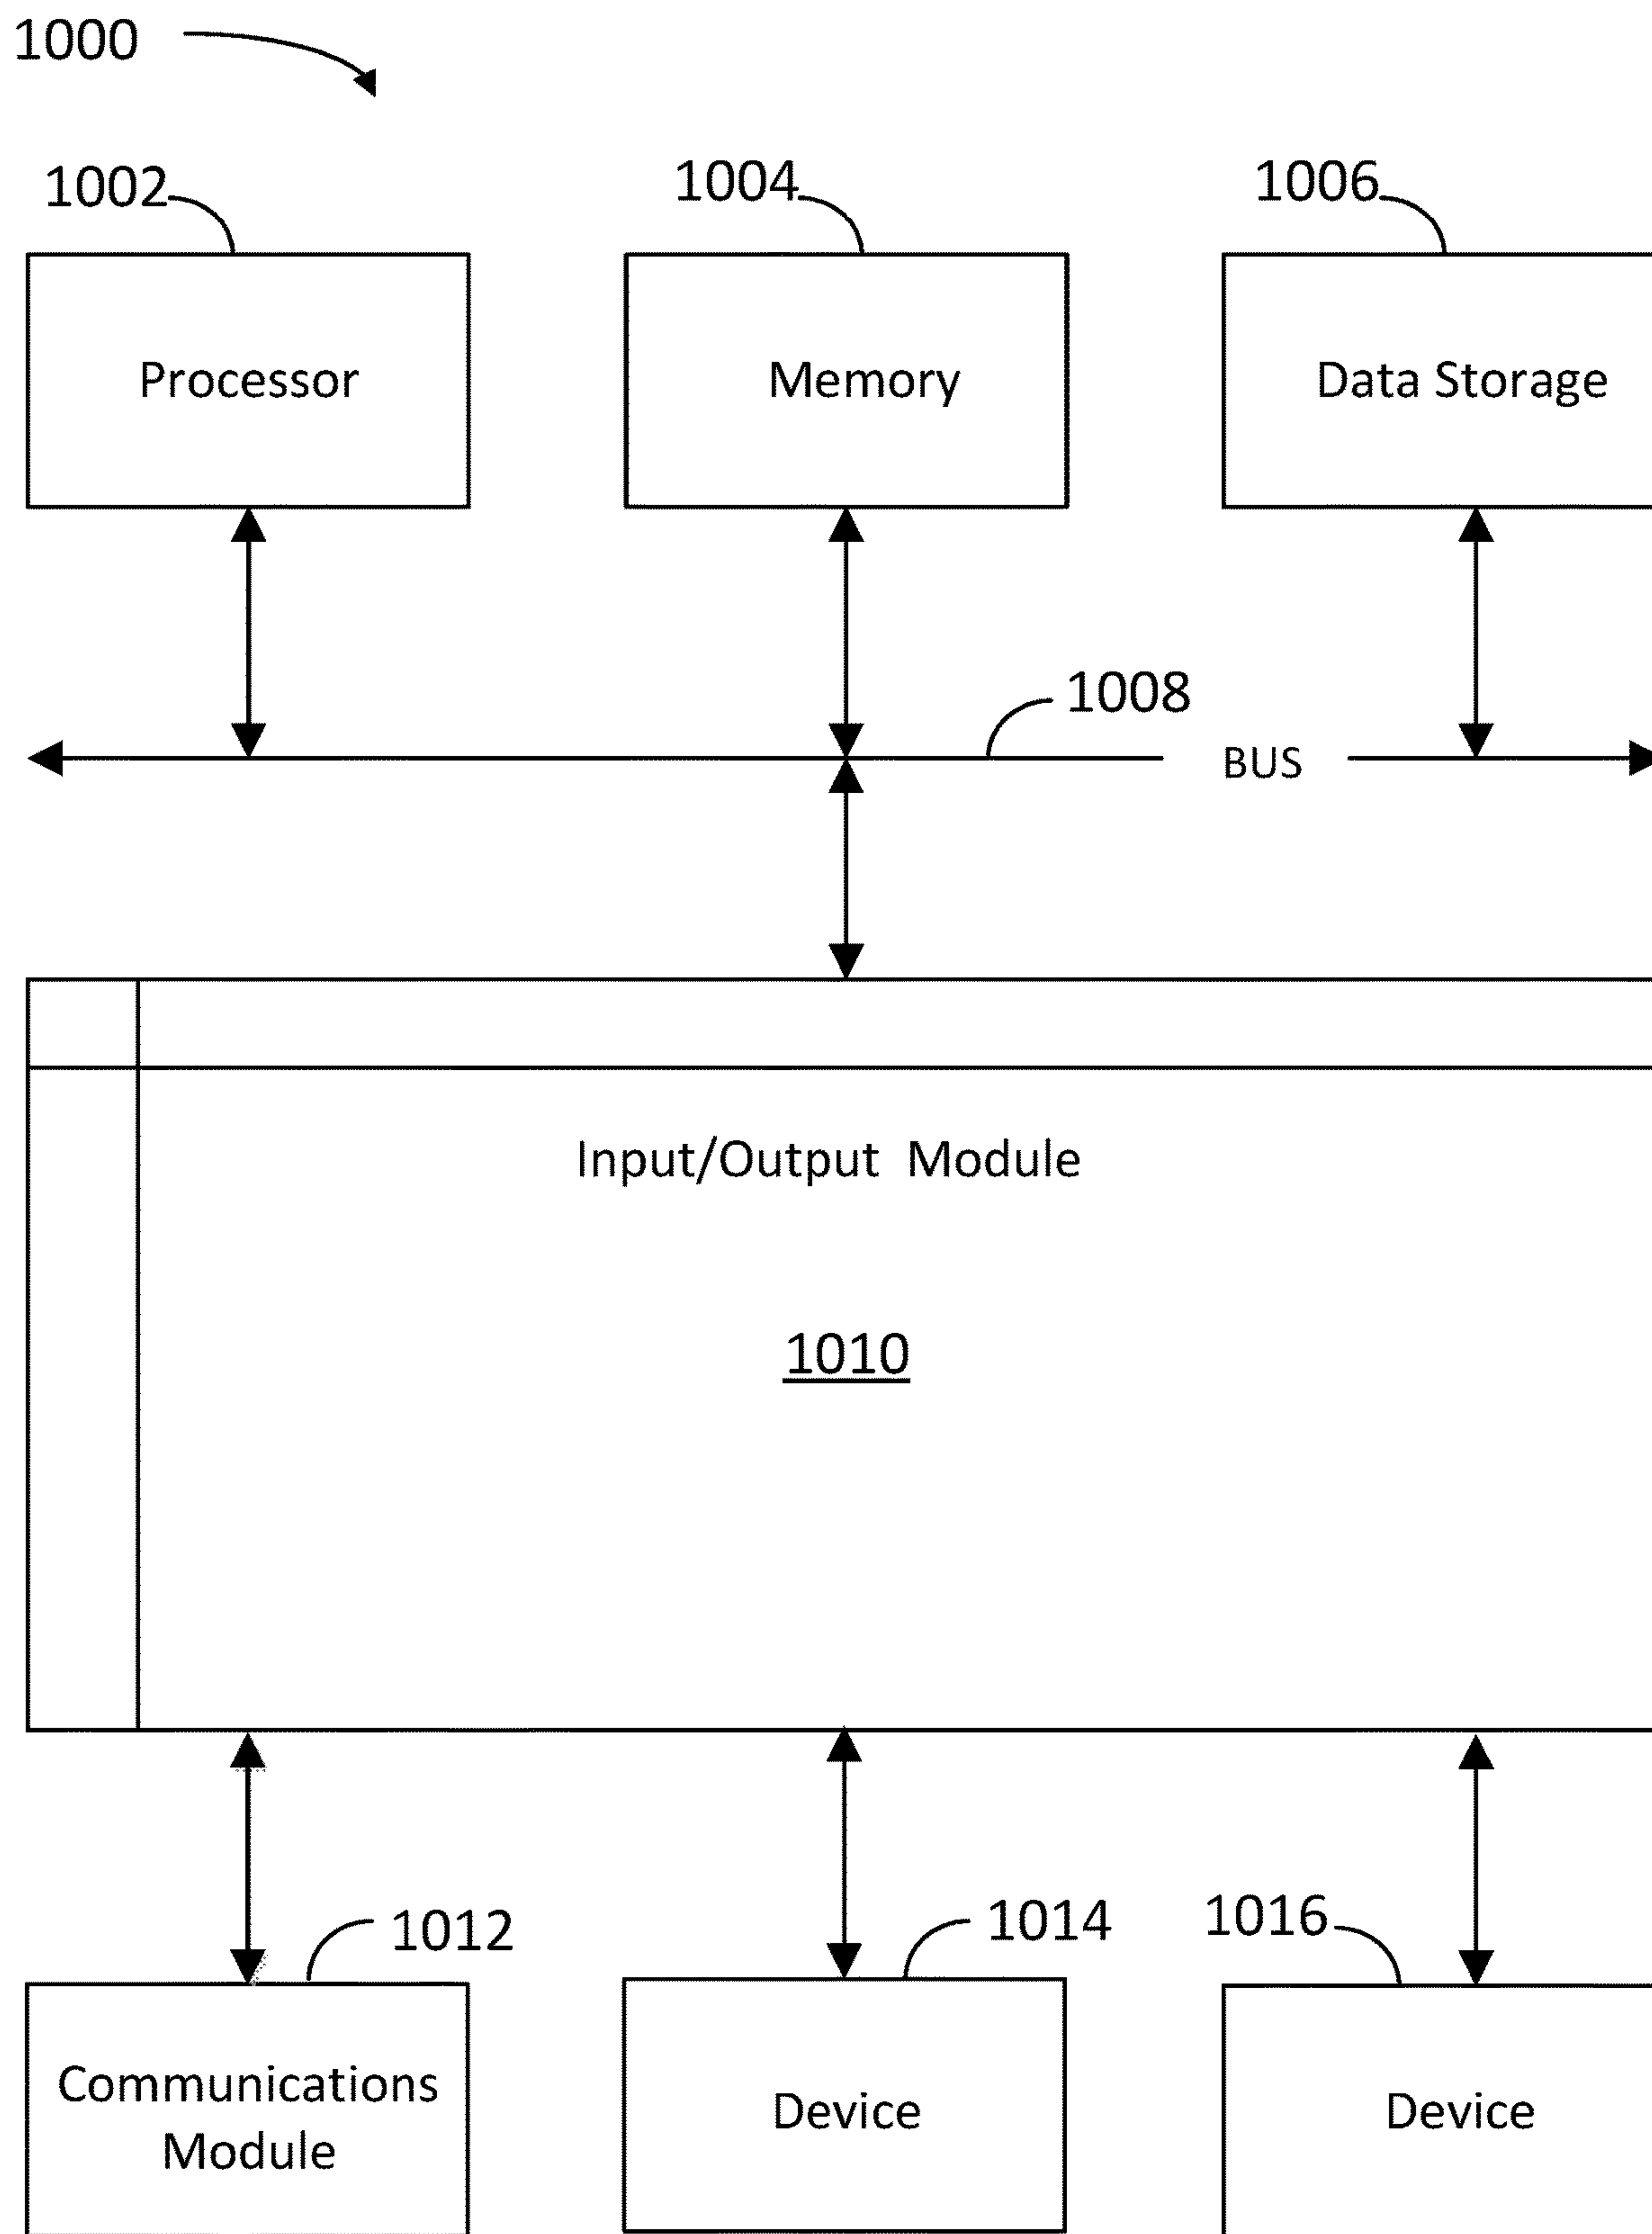 1000
1002
1004
1006
Processor
Memory
Data Storage
1008
BUS
Input/Output Module
1010
1012
1014
1016
Communications
Module
Device
Device